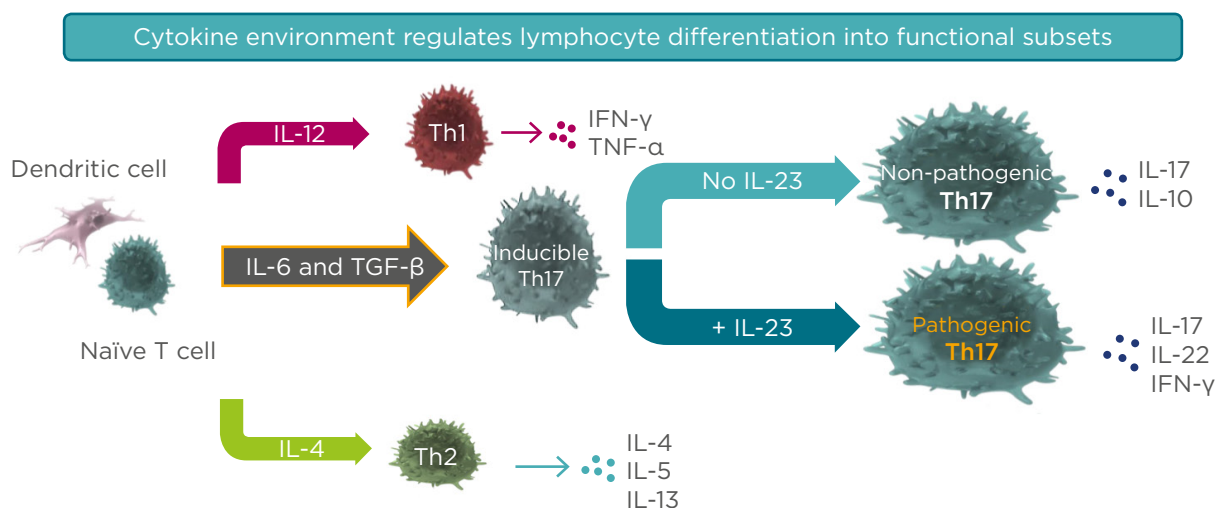 Cytokine environment regulates lymphocyte differentiation into functional subsets
Dendritic cell
Naïve T cell
IL-12
Th1
IFN-γ
TNF-α
IL-6 and TGF-β
Inducible
Th17
No IL-23
Non-pathogenic
Th17
IL-17
IL-10
+ IL-23
Pathogenic
Th17
IL-17
IL-22
IFN-γ
IL-4
Th2
IL-4
IL-5
IL-13